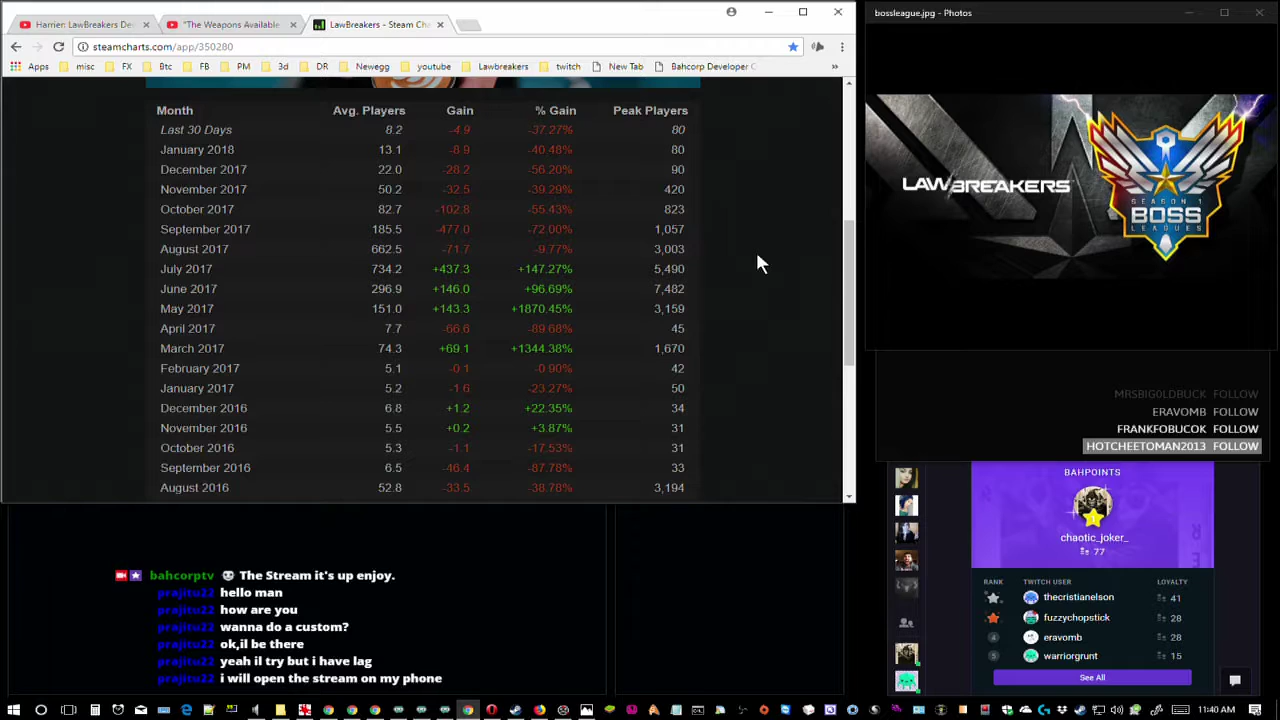 Harrier: LawBreakers De
"The Weapons Available
LawBreakers - Steam Cha
steamcharts.com/app/350280
Apps misc FX Btc FB PM 3d DR Newegg youtube Lawbreakers twitch New Tab Bahcorp Developer C »
Month Avg. Players Gain % Gain Peak Players
Last 30 Days 8.2 -4.9 -37.27% 80
January 2018 13.1 -8.9 -40.48% 80
December 2017 22.0 -28.2 -56.20% 90
November 2017 50.2 -32.5 -39.29% 420
October 2017 82.7 -102.8 -55.43% 823
September 2017 185.5 -477.0 -72.00% 1,057
August 2017 662.5 -71.7 -9.77% 3,003
July 2017 734.2 +437.3 +147.27% 5,490
June 2017 296.9 +146.0 +96.69% 7,482
May 2017 151.0 +143.3 +1870.45% 3,159
April 2017 7.7 -66.6 -89.68% 45
March 2017 74.3 +69.1 +1344.38% 1,670
February 2017 5.1 -0.1 -0.90% 42
January 2017 5.2 -1.6 -23.27% 50
December 2016 6.8 +1.2 +22.35% 34
November 2016 5.5 +0.2 +3.87% 31
October 2016 5.3 -1.1 -17.53% 31
September 2016 6.5 -46.4 -87.78% 33
August 2016 52.8 -33.5 -38.78% 3,194
bossleague.jpg - Photos
LAWBREAKERS
SEASON 1
BOSS
LEAGUES
MRSBIG0LDBUCK FOLLOW
ERAVOMB FOLLOW
FRANKFOBUCOK FOLLOW
HOTCHEETOMAN2013 FOLLOW
bahcorptv The Stream it's up enjoy.
prajitu22 hello man
prajitu22 how are you
prajitu22 wanna do a custom?
prajitu22 ok,il be there
prajitu22 yeah il try but i have lag
prajitu22 i will open the stream on my phone
BAHPOINTS
1
chaotic_joker_
77
RANK TWITCH USER LOYALTY
thecristianelson 41
fuzzychopstick 28
4 eravomb 28
5 warriorgrunt 15
See All
11:40 AM